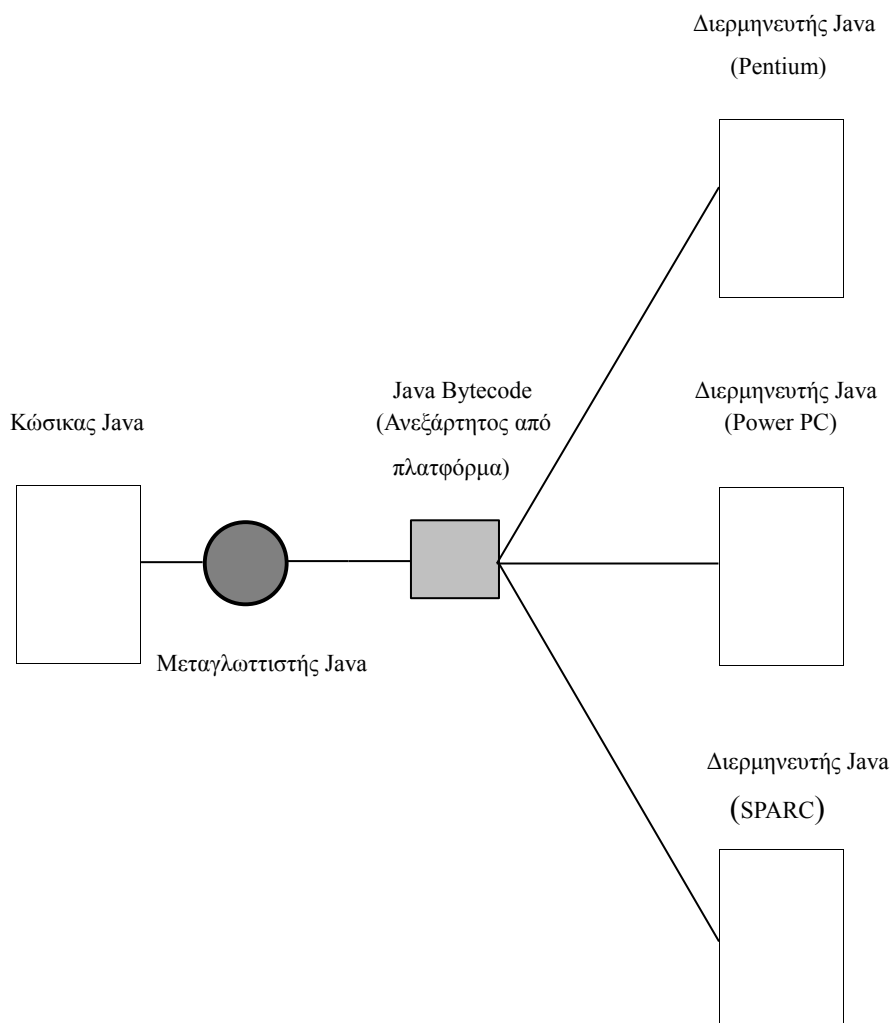 Διερμηνευτής Java
(Pentium)
Java Bytecode
(Ανεξάρτητος από
πλατφόρμα)
Διερμηνευτής Java
(Power PC)
Κώσικας Java
Μεταγλωττιστής Java
Διερμηνευτής Java
(SPARC)